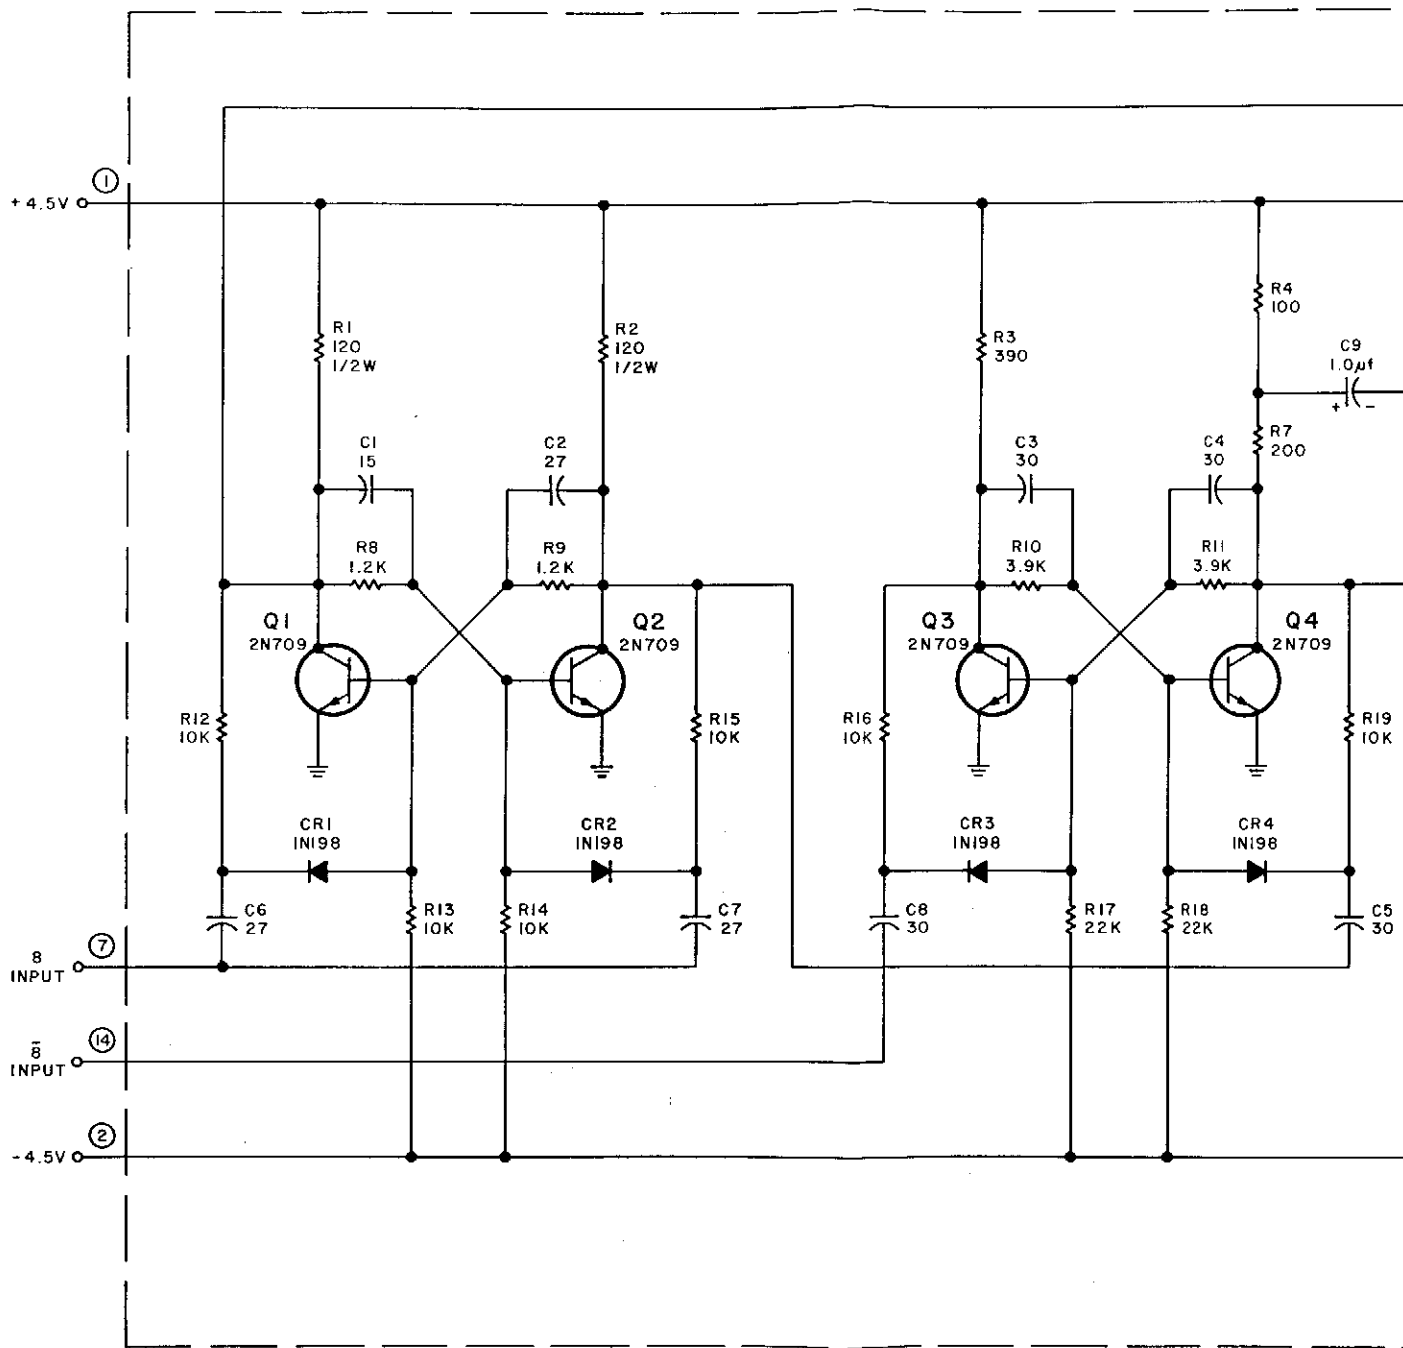 1
+ 4.5V
R1
120
1/2W
R2
120
1/2W
R3
390
R4
100
C9
1.0µf
+ -
R7
200
C1
15
C2
27
C3
30
C4
30
R8
1.2K
R9
1.2K
R10
3.9K
R11
3.9K
Q1
2N709
Q2
2N709
Q3
2N709
Q4
2N709
R12
10K
R15
10K
R16
10K
R19
10K
CR1
1N198
CR2
1N198
CR3
1N198
CR4
1N198
C6
27
R13
10K
R14
10K
C7
27
C8
30
R17
22K
R18
22K
C5
30
7
8
INPUT
14
8̅
INPUT
2
-4.5V